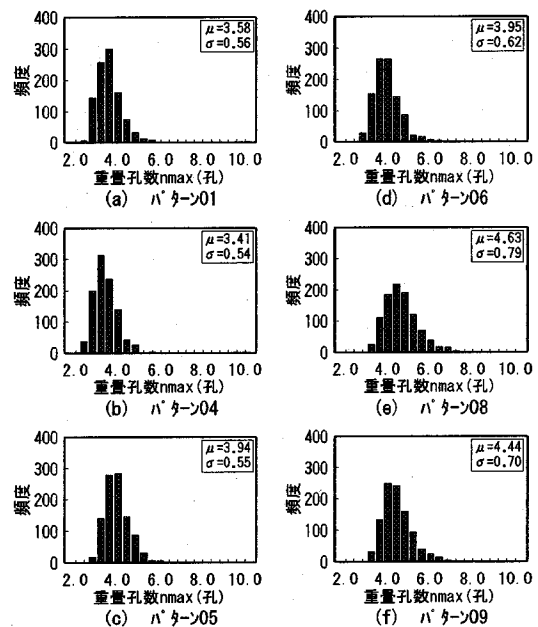 400
300
200
100
0
頻度
μ=3.58
σ=0.56
2.0 4.0 6.0 8.0 10.0
重畳孔数nmax(孔)
(a) ﾊﾟﾀｰﾝ01
400
300
200
100
0
頻度
μ=3.41
σ=0.54
2.0 4.0 6.0 8.0 10.0
重畳孔数nmax(孔)
(b) ﾊﾟﾀｰﾝ04
400
300
200
100
0
頻度
μ=3.94
σ=0.55
2.0 4.0 6.0 8.0 10.0
重畳孔数nmax(孔)
(c) ﾊﾟﾀｰﾝ05
400
300
200
100
0
頻度
μ=3.95
σ=0.62
2.0 4.0 6.0 8.0 10.0
重畳孔数nmax(孔)
(d) ﾊﾟﾀｰﾝ06
400
300
200
100
0
頻度
μ=4.63
σ=0.79
2.0 4.0 6.0 8.0 10.0
重畳孔数nmax(孔)
(e) ﾊﾟﾀｰﾝ08
400
300
200
100
0
頻度
μ=4.44
σ=0.70
2.0 4.0 6.0 8.0 10.0
重畳孔数nmax(孔)
(f) ﾊﾟﾀｰﾝ09